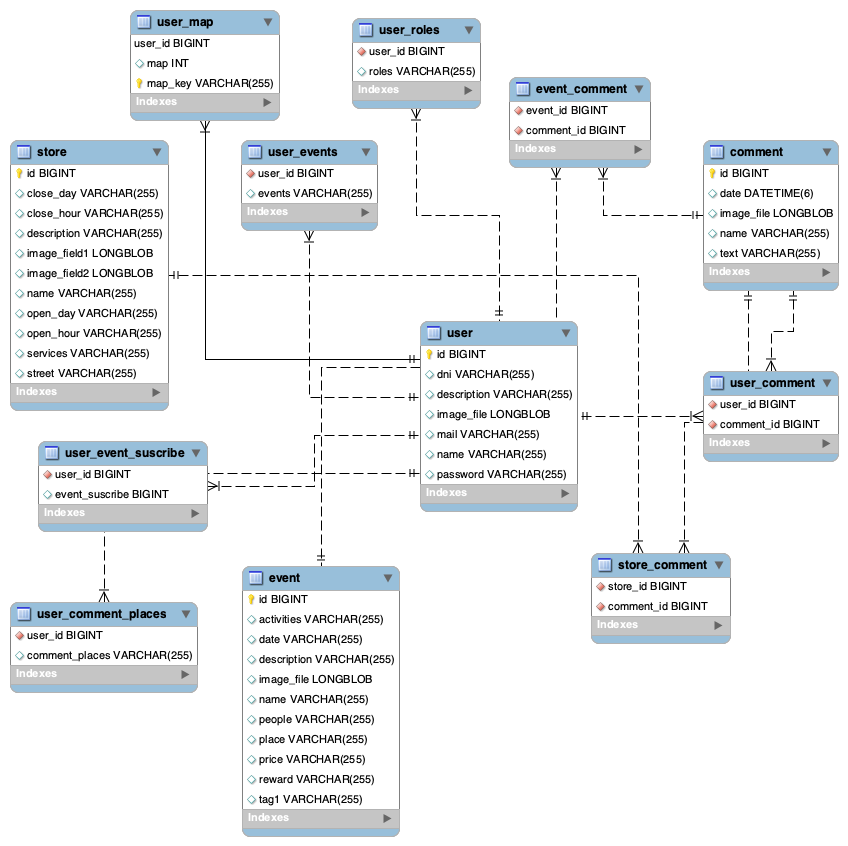 user_map
user_id BIGINT
map INT
map_key VARCHAR(255)
Indexes
user_roles
user_id BIGINT
roles VARCHAR(255)
Indexes
event_comment
event_id BIGINT
comment_id BIGINT
Indexes
store
id BIGINT
close_day VARCHAR(255)
close_hour VARCHAR(255)
description VARCHAR(255)
image_field1 LONGBLOB
image_field2 LONGBLOB
name VARCHAR(255)
open_day VARCHAR(255)
open_hour VARCHAR(255)
services VARCHAR(255)
street VARCHAR(255)
Indexes
user_events
user_id BIGINT
events VARCHAR(255)
Indexes
comment
id BIGINT
date DATETIME(6)
image_file LONGBLOB
name VARCHAR(255)
text VARCHAR(255)
Indexes
user
id BIGINT
dni VARCHAR(255)
description VARCHAR(255)
image_file LONGBLOB
mail VARCHAR(255)
name VARCHAR(255)
password VARCHAR(255)
Indexes
user_comment
user_id BIGINT
comment_id BIGINT
Indexes
user_event_suscribe
user_id BIGINT
event_suscribe BIGINT
Indexes
store_comment
store_id BIGINT
comment_id BIGINT
Indexes
event
id BIGINT
activities VARCHAR(255)
date VARCHAR(255)
description VARCHAR(255)
image_file LONGBLOB
name VARCHAR(255)
people VARCHAR(255)
place VARCHAR(255)
price VARCHAR(255)
reward VARCHAR(255)
tag1 VARCHAR(255)
Indexes
user_comment_places
user_id BIGINT
comment_places VARCHAR(255)
Indexes